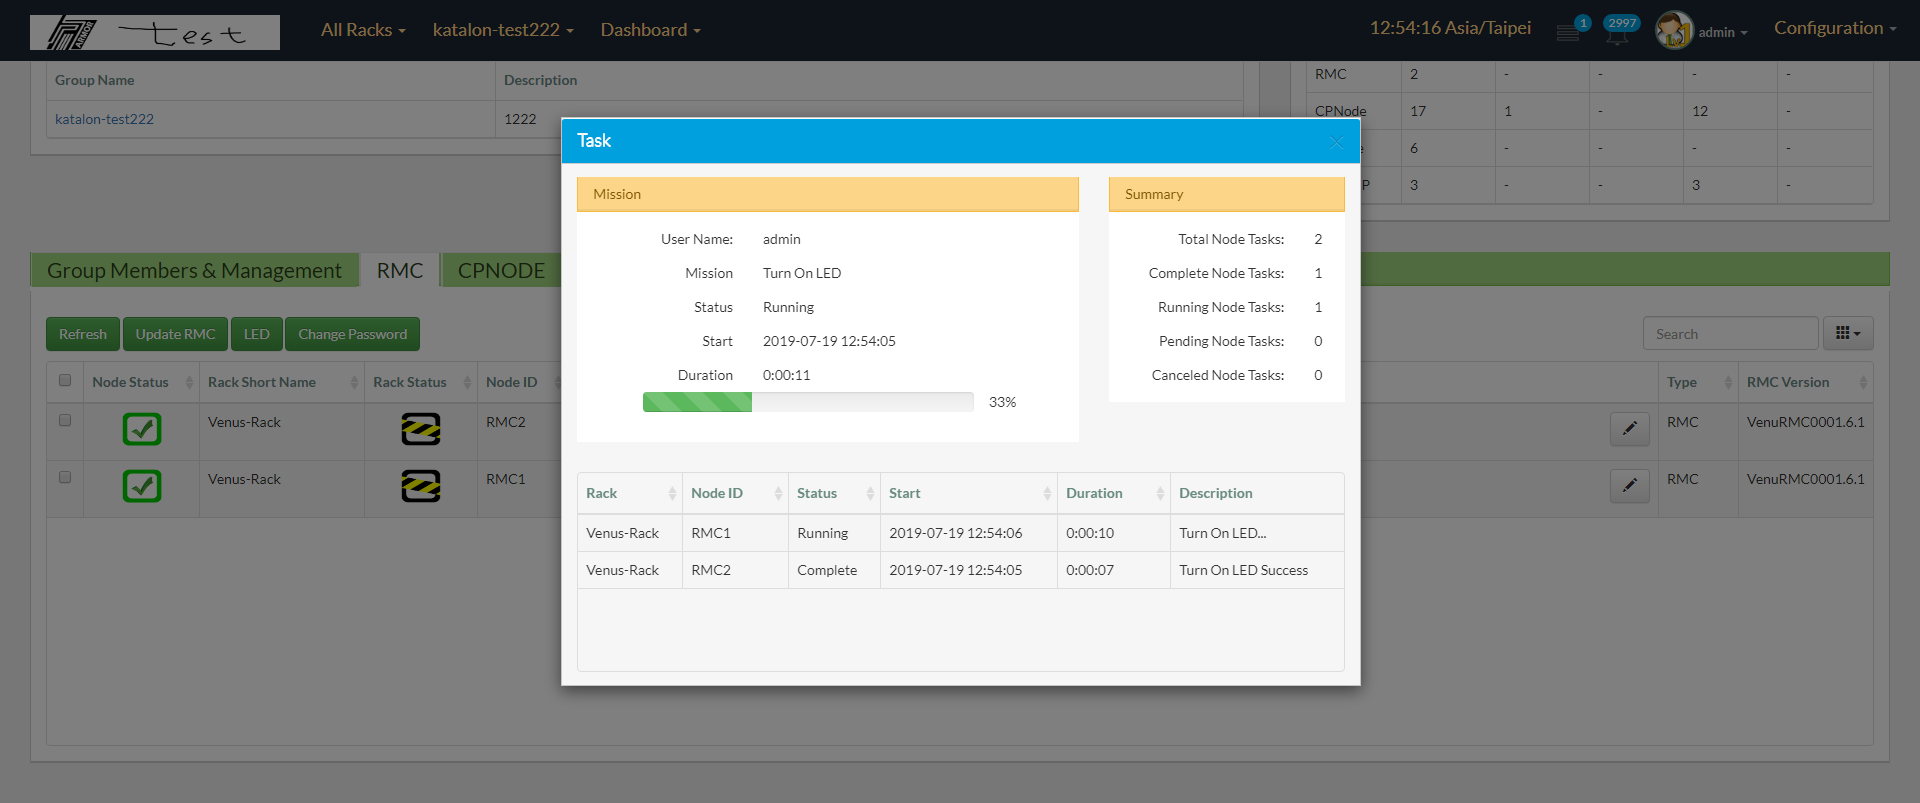 ARMOR test All Racks katalon-test222 Dashboard 12:54:16 Asia/Taipei 1 2997 admin Configuration
Group Name Description
katalon-test222 1222
RMC 2 - - - -
CPNode 17 1 - 12 -
6 - - - -
3 - - 3 -
Group Members & Management RMC CPNODE
Refresh Update RMC LED Change Password Search
Node Status Rack Short Name Rack Status Node ID Type RMC Version
Venus-Rack RMC2 RMC VenuRMC0001.6.1
Venus-Rack RMC1 RMC VenuRMC0001.6.1
Task
Mission
User Name: admin
Mission Turn On LED
Status Running
Start 2019-07-19 12:54:05
Duration 0:00:11
33%
Summary
Total Node Tasks: 2
Complete Node Tasks: 1
Running Node Tasks: 1
Pending Node Tasks: 0
Canceled Node Tasks: 0
Rack Node ID Status Start Duration Description
Venus-Rack RMC1 Running 2019-07-19 12:54:06 0:00:10 Turn On LED...
Venus-Rack RMC2 Complete 2019-07-19 12:54:05 0:00:07 Turn On LED Success